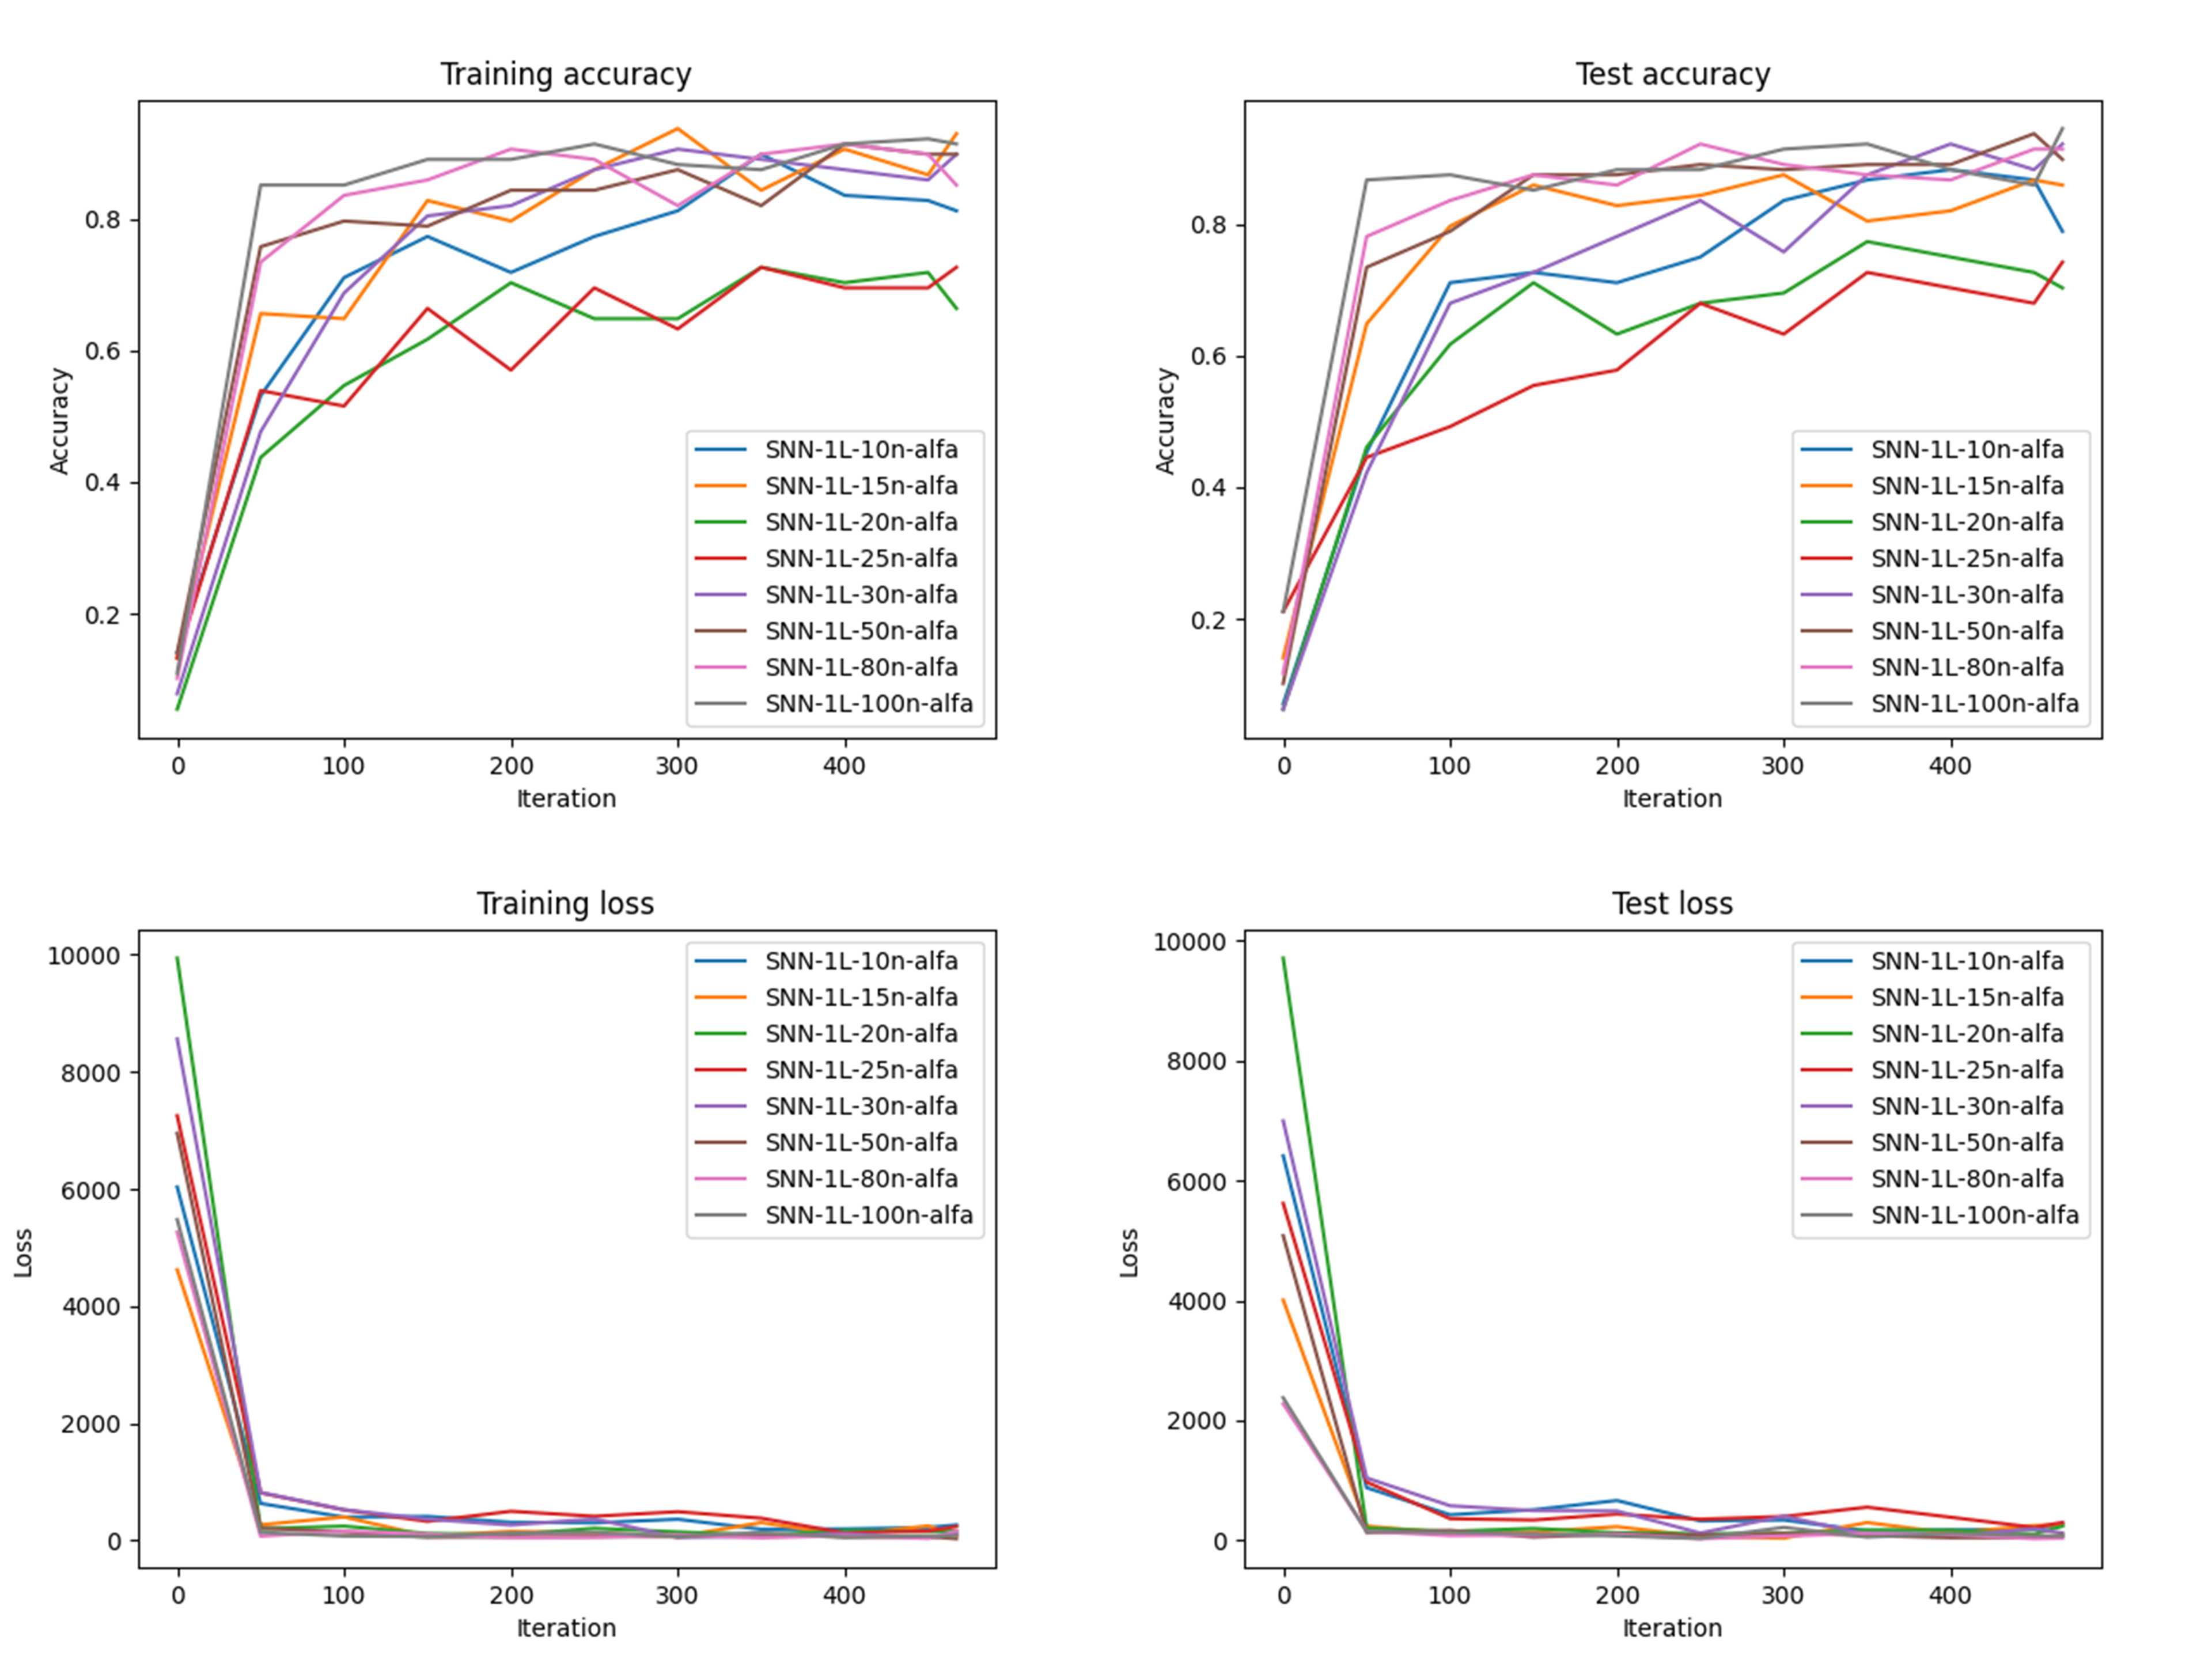 Training accuracy
Accuracy
0.8
0.6
0.4
0.2
0 100 200 300 400
Iteration
SNN-1L-10n-alfa
SNN-1L-15n-alfa
SNN-1L-20n-alfa
SNN-1L-25n-alfa
SNN-1L-30n-alfa
SNN-1L-50n-alfa
SNN-1L-80n-alfa
SNN-1L-100n-alfa
Test accuracy
Accuracy
0.8
0.6
0.4
0.2
0 100 200 300 400
Iteration
SNN-1L-10n-alfa
SNN-1L-15n-alfa
SNN-1L-20n-alfa
SNN-1L-25n-alfa
SNN-1L-30n-alfa
SNN-1L-50n-alfa
SNN-1L-80n-alfa
SNN-1L-100n-alfa
Training loss
Loss
10000
8000
6000
4000
2000
0
0 100 200 300 400
Iteration
SNN-1L-10n-alfa
SNN-1L-15n-alfa
SNN-1L-20n-alfa
SNN-1L-25n-alfa
SNN-1L-30n-alfa
SNN-1L-50n-alfa
SNN-1L-80n-alfa
SNN-1L-100n-alfa
Test loss
Loss
10000
8000
6000
4000
2000
0
0 100 200 300 400
Iteration
SNN-1L-10n-alfa
SNN-1L-15n-alfa
SNN-1L-20n-alfa
SNN-1L-25n-alfa
SNN-1L-30n-alfa
SNN-1L-50n-alfa
SNN-1L-80n-alfa
SNN-1L-100n-alfa